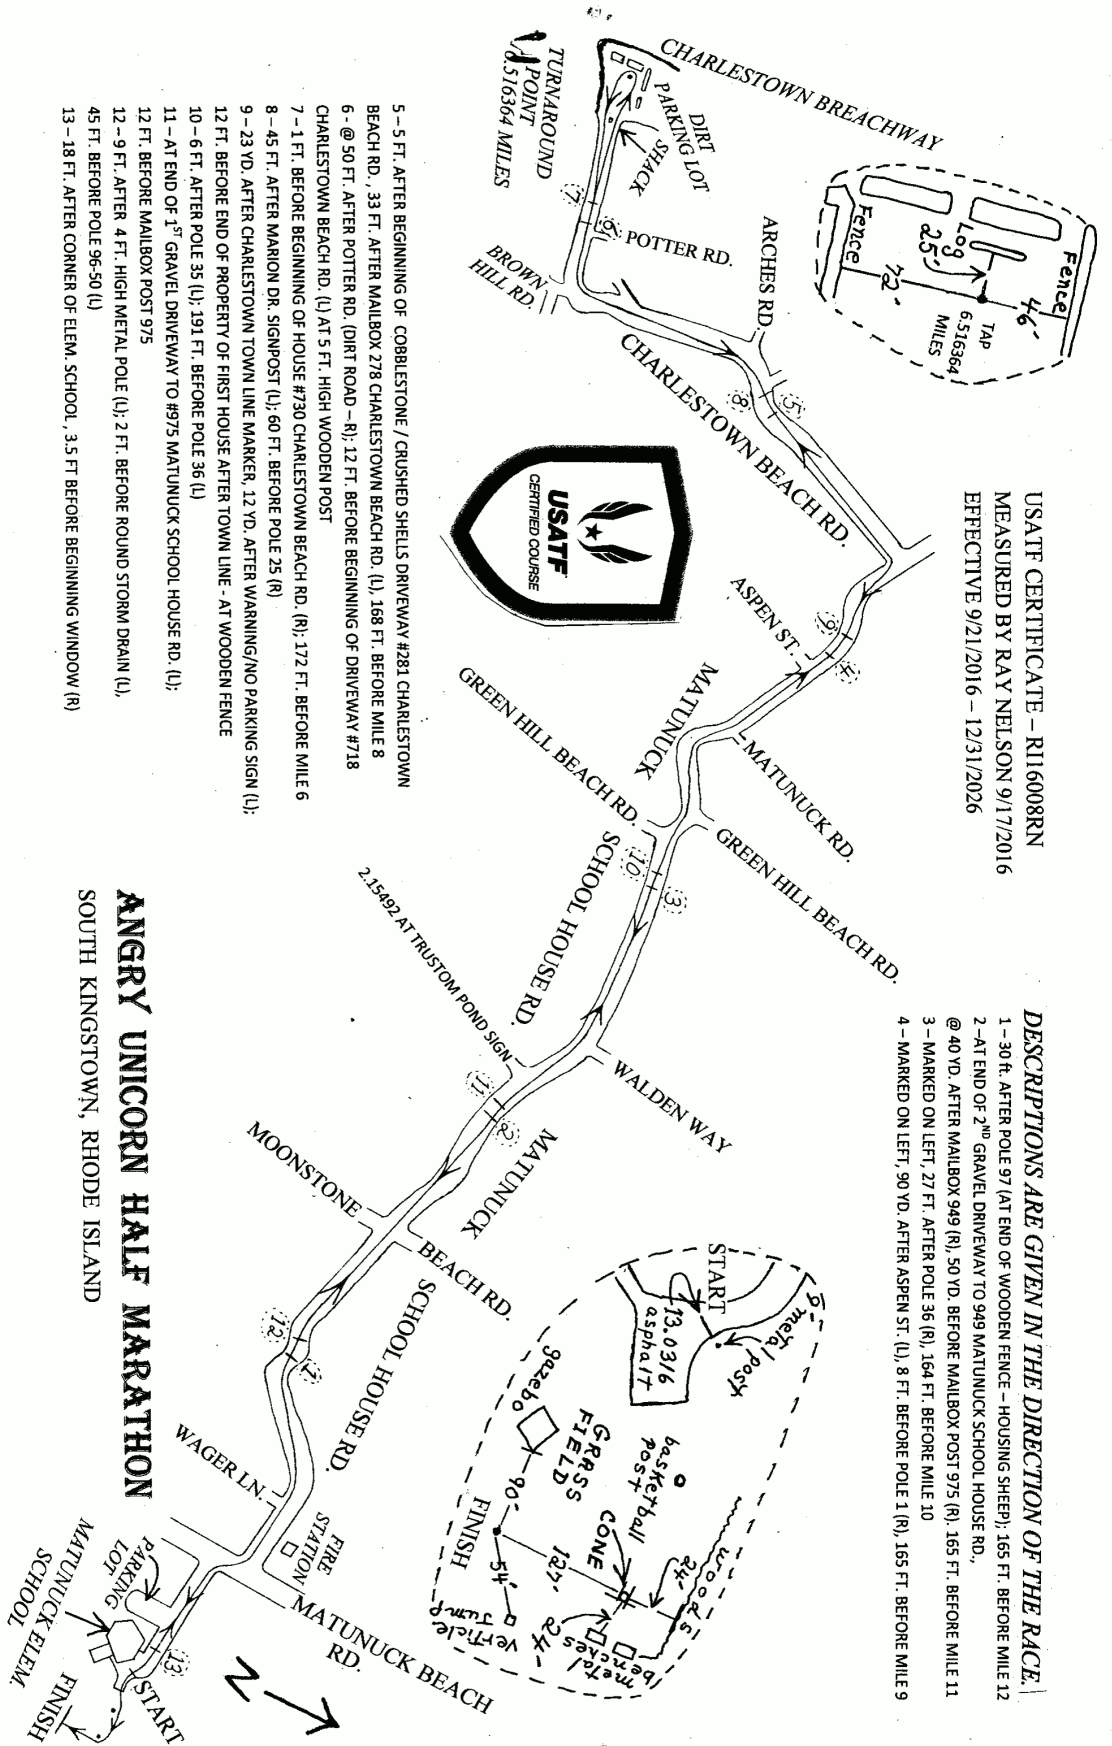 USATF CERTIFICATE – RI16008RN
MEASURED BY RAY NELSON 9/17/2016
EFFECTIVE 9/21/2016 – 12/31/2026
DESCRIPTIONS ARE GIVEN IN THE DIRECTION OF THE RACE.
1 – 30 ft. AFTER POLE 97 (AT END OF WOODEN FENCE – HOUSING SHEEP); 165 FT. BEFORE MILE 12
2 –AT END OF 2ND GRAVEL DRIVEWAY TO 949 MATUNUCK SCHOOL HOUSE RD.,
@ 40 YD. AFTER MAILBOX 949 (R), 50 YD. BEFORE MAILBOX POST 975 (R). 165 FT. BEFORE MILE 11
3 – MARKED ON LEFT, 27 FT. AFTER POLE 36 (R), 164 FT. BEFORE MILE 10
4 – MARKED ON LEFT, 90 YD. AFTER ASPEN ST. (L), 8 FT. BEFORE POLE 1 (R), 165 FT. BEFORE MILE 9
Fence
46'
TAP
6.516364
MILES
Log
25'
72'
Fence
CHARLESTOWN BREACHWAY
DIRT
PARKING LOT
SHACK
TURNAROUND
POINT
6.516364 MILES
7
6
POTTER RD.
BROWN
HILL RD.
ARCHES RD.
5
8
CHARLESTOWN BEACH RD.
USATF
CERTIFIED COURSE
9
4
ASPEN ST.
MATUNUCK
SCHOOL HOUSE RD.
MATUNUCK RD.
GREEN HILL BEACH RD.
GREEN HILL BEACH RD.
10
3
WALDEN WAY
2.15492 AT TRUSTOM POND SIGN
11
2
MATUNUCK
SCHOOL HOUSE RD.
MOONSTONE
BEACH RD.
12
1
WAGER LN.
FIRE
STATION
MATUNUCK BEACH
RD.
PARKING
LOT
MATUNUCK ELEM.
SCHOOL
13
START
FINISH
N
START
9' metal post
13.0316
asphalt
gazebo
GRASS
FIELD
basketball
post
CONE
woods
24'
90'
127'
FINISH
54'
verticle
Jump
24'
metal
benches
5 – 5 FT. AFTER BEGINNING OF COBBLESTONE / CRUSHED SHELLS DRIVEWAY #281 CHARLESTOWN
BEACH RD. , 33 FT. AFTER MAILBOX 278 CHARLESTOWN BEACH RD. (L), 168 FT. BEFORE MILE 8
6 - @ 50 FT. AFTER POTTER RD. (DIRT ROAD – R); 12 FT. BEFORE BEGINNING OF DRIVEWAY #718
CHARLESTOWN BEACH RD. (L) AT 5 FT. HIGH WOODEN POST
7 – 1 FT. BEFORE BEGINNING OF HOUSE #730 CHARLESTOWN BEACH RD. (R); 172 FT. BEFORE MILE 6
8 – 45 FT. AFTER MARION DR. SIGNPOST (L); 60 FT. BEFORE POLE 25 (R)
9 – 23 YD. AFTER CHARLESTOWN TOWN LINE MARKER, 12 YD. AFTER WARNING/NO PARKING SIGN (L);
12 FT. BEFORE END OF PROPERTY OF FIRST HOUSE AFTER TOWN LINE - AT WOODEN FENCE
10 – 6 FT. AFTER POLE 35 (L); 191 FT. BEFORE POLE 36 (L)
11 – AT END OF 1ST GRAVEL DRIVEWAY TO #975 MATUNUCK SCHOOL HOUSE RD. (L);
12 FT. BEFORE MAILBOX POST 975
12 – 9 FT. AFTER 4 FT. HIGH METAL POLE (L); 2 FT. BEFORE ROUND STORM DRAIN (L),
45 FT. BEFORE POLE 96-50 (L)
13 – 18 FT. AFTER CORNER OF ELEM. SCHOOL , 3.5 FT BEFORE BEGINNING WINDOW (R)
ANGRY UNICORN HALF MARATHON
SOUTH KINGSTOWN, RHODE ISLAND